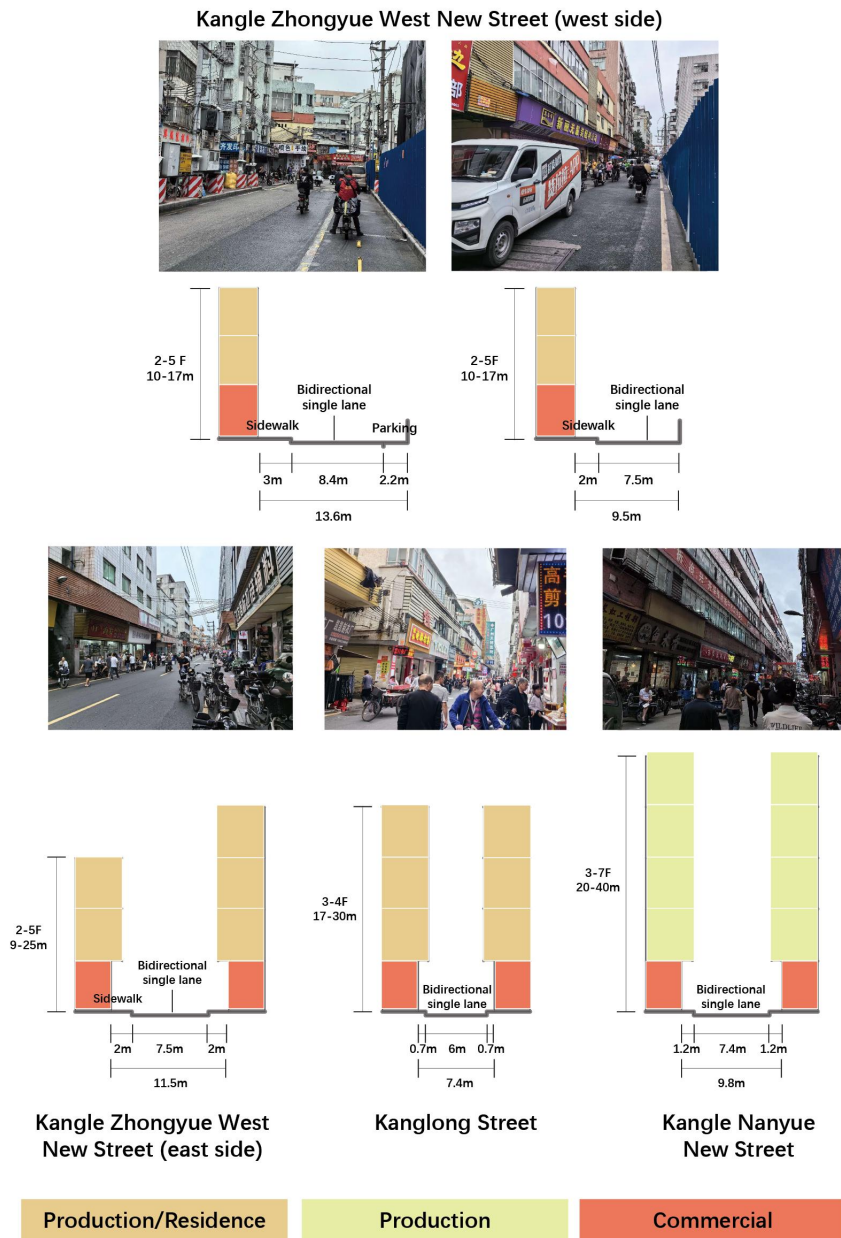 Kangle Zhongyue West New Street (west side)
2-5 F
10-17m
Sidewalk
Bidirectional
single lane
Parking
3m
8.4m
2.2m
13.6m
2-5F
10-17m
Sidewalk
Bidirectional
single lane
2m
7.5m
9.5m
高
剪
10
2-5F
9-25m
Sidewalk
Bidirectional
single lane
2m
7.5m
2m
11.5m
3-4F
17-30m
Bidirectional
single lane
0.7m
6m
0.7m
7.4m
WILDLIFE
3-7F
20-40m
Bidirectional
single lane
1.2m
7.4m
1.2m
9.8m
Kangle Zhongyue West
New Street (east side)
Kanglong Street
Kangle Nanyue
New Street
Production/Residence
Production
Commercial